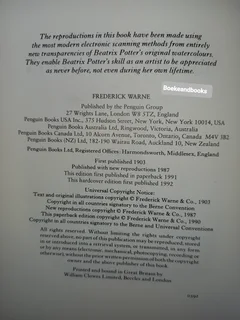 The reproductions in this book have been made using
the most modern electronic scanning methods from entirely
new transparencies of Beatrix Potter's original watercolours.
They enable Beatrix Potter's skill as an artist to be appreciated
as never before, not even during her own lifetime.
Booksandbooks
FREDERICK WARNE
Published by the Penguin Group
27 Wrights Lane, London W8 5TZ, England
Penguin Books USA Inc., 375 Hudson Street, New York, New York 10014, USA
Penguin Books Australia Ltd, Ringwood, Victoria, Australia
Penguin Books Canada Ltd, 10 Alcorn Avenue, Toronto, Ontario, Canada M4V 3B2
Penguin Books (NZ) Ltd, 182-190 Wairau Road, Auckland 10, New Zealand
Penguin Books Ltd, Registered Offices: Harmondsworth, Middlesex, England
First published 1903
Published with new reproductions 1987
This edition first published in paperback 1991
This hardcover edition first published 1992
Universal Copyright Notice:
Text and original illustrations copyright © Frederick Warne & Co., 1903
Copyright in all countries signatory to the Berne Convention
New reproductions copyright © Frederick Warne & Co., 1987
This paperback edition copyright © Frederick Warne & Co., 1990
Copyright in all countries signatory to the Berne and Universal Conventions
All rights reserved. Without limiting the rights under copyright
reserved above, no part of this publication may be reproduced, stored
in or introduced into a retrieval system, or transmitted, in any form
or by any means (electronic, mechanical, photocopying, recording or
otherwise), without the prior written permission of both the copyright
owner and the above publisher of this book.
Printed and bound in Great Britain by
William Clowes Limited, Beccles and London